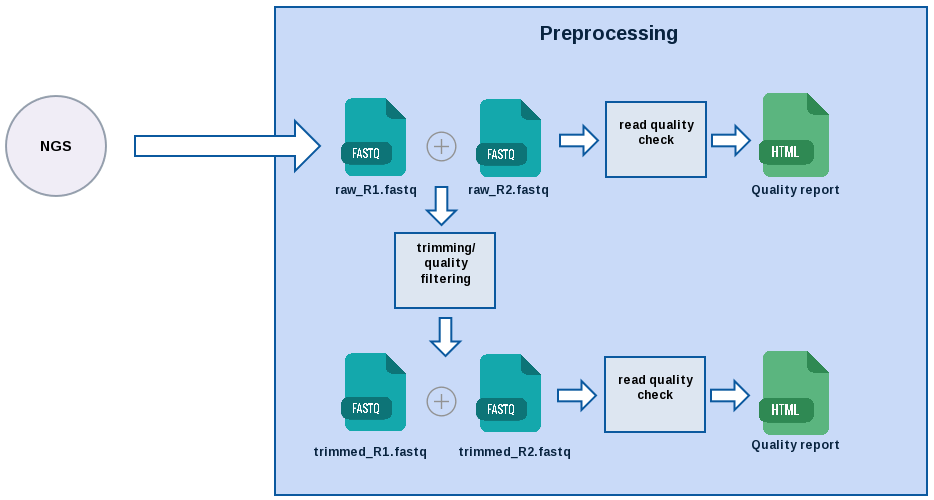 Preprocessing
NGS
FASTQ
FASTQ
read quality
check
HTML
raw_R1.fastq
raw_R2.fastq
Quality report
trimming/
quality
filtering
FASTQ
FASTQ
read quality
check
HTML
trimmed_R1.fastq
trimmed_R2.fastq
Quality report